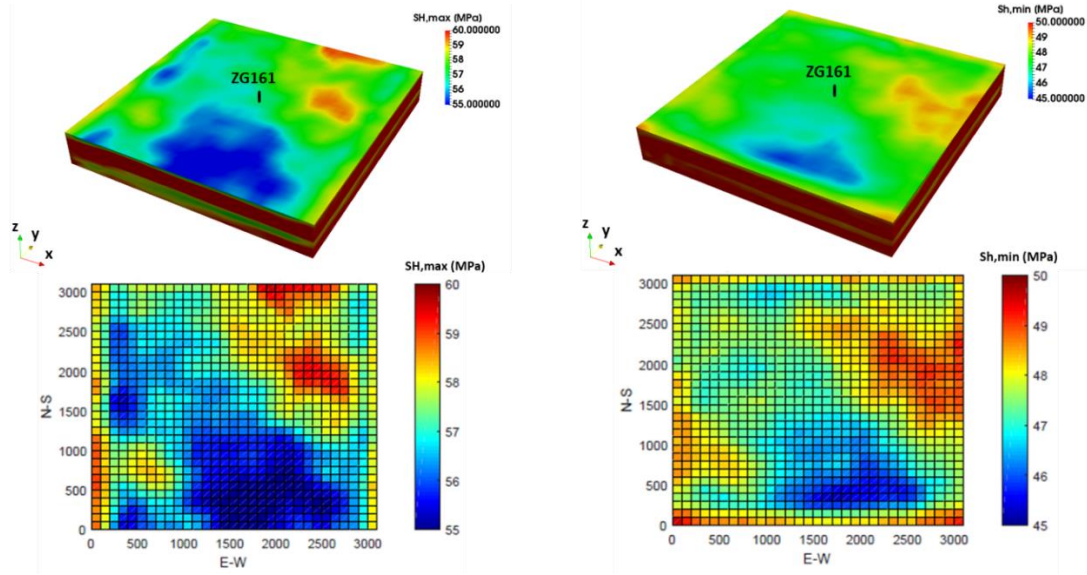 SH,max (MPa)
60.000000
59
58
57
56
55.000000
ZG161
z
y
x
Sh,min (MPa)
50.000000
49
48
47
46
45.000000
ZG161
z
y
x
SH,max (MPa)
3000
2500
2000
1500
1000
500
0
N-S
0 500 1000 1500 2000 2500 3000
E-W
60
59
58
57
56
55
Sh,min (MPa)
3000
2500
2000
1500
1000
500
0
N-S
0 500 1000 1500 2000 2500 3000
E-W
50
49
48
47
46
45